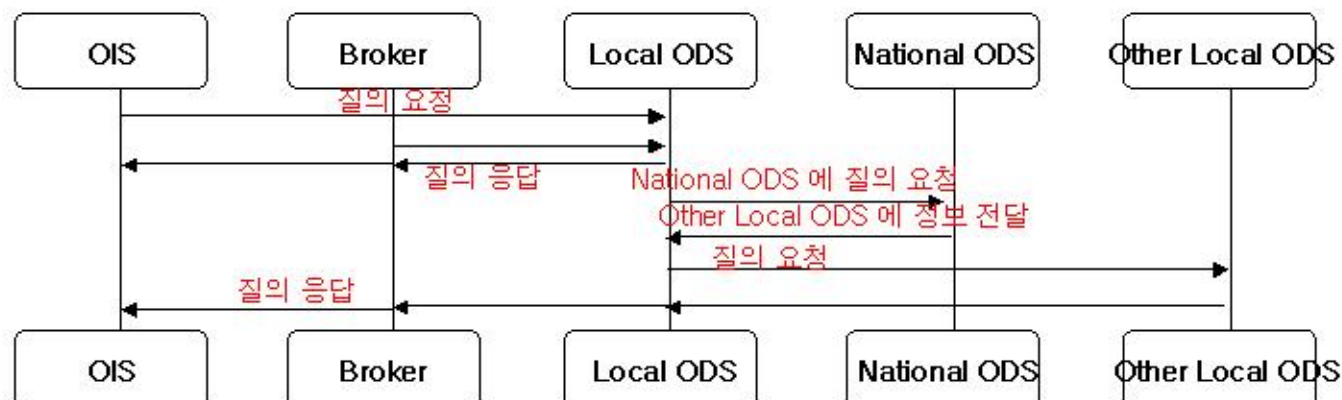 OIS
Broker
Local ODS
National ODS
Other Local ODS
질의 요청
질의 응답
National ODS 에 질의 요청
Other Local ODS 에 정보 전달
질의 요청
질의 응답
OIS
Broker
Local ODS
National ODS
Other Local ODS